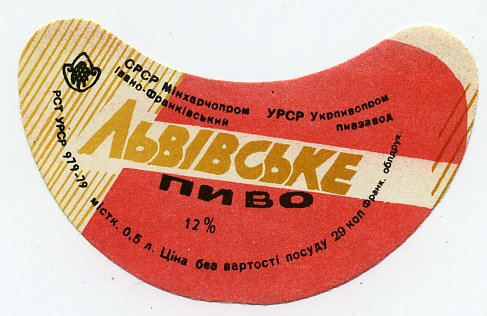 СРСР Мінхарчопром УРСР Укрпивопром
Івано-Франківський пивзавод
ЛЬВІВСЬКЕ
ПИВО
12%
РСТ УРСР 979-79 містк. 0,5 л. Ціна без вартості посуду 29 коп Франк. облдрук.